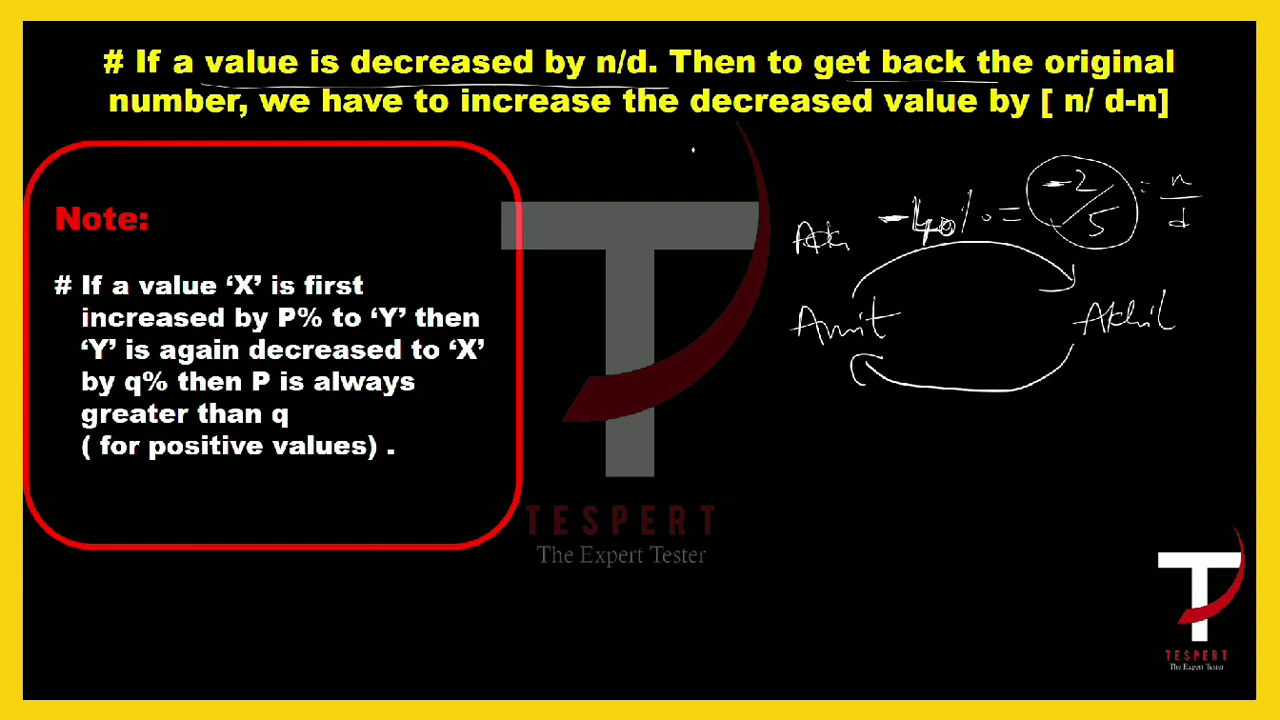 # If a value is decreased by n/d. Then to get back the original
number, we have to increase the decreased value by [ n/ d-n]
Note:
# If a value ‘X’ is first
increased by P% to ‘Y’ then
‘Y’ is again decreased to ‘X’
by q% then P is always
greater than q
( for positive values) .
-40% = -2/5 = n/d
Amit Akhil
TESPERT
The Expert Tester
TESPERT
The Expert Tester